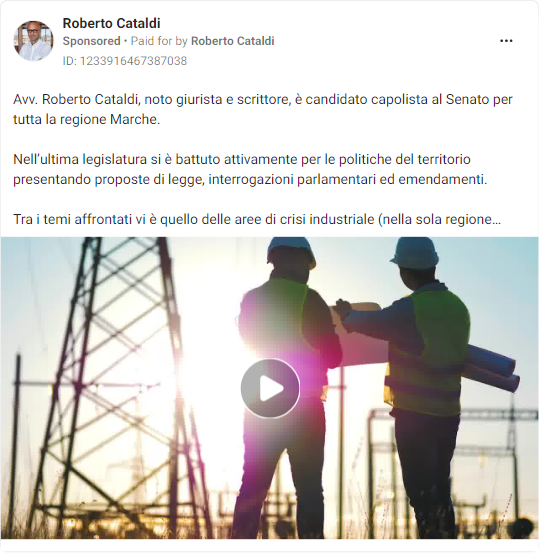 Roberto Cataldi
Sponsored • Paid for by Roberto Cataldi
ID: 1233916467387038
Avv. Roberto Cataldi, noto giurista e scrittore, è candidato capolista al Senato per
tutta la regione Marche.
Nell’ultima legislatura si è battuto attivamente per le politiche del territorio
presentando proposte di legge, interrogazioni parlamentari ed emendamenti.
Tra i temi affrontati vi è quello delle aree di crisi industriale (nella sola regione...